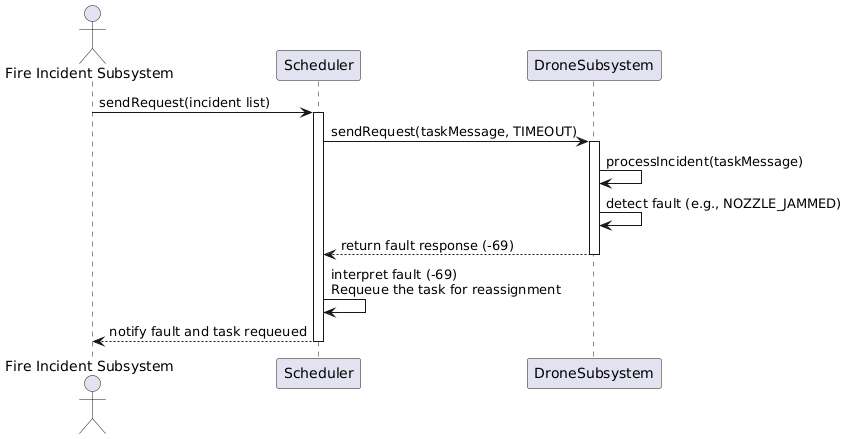 Fire Incident Subsystem
Scheduler
DroneSubsystem
sendRequest(incident list)
sendRequest(taskMessage, TIMEOUT)
processIncident(taskMessage)
detect fault (e.g., NOZZLE_JAMMED)
return fault response (-69)
interpret fault (-69)
Requeue the task for reassignment
notify fault and task requeued
Fire Incident Subsystem
Scheduler
DroneSubsystem